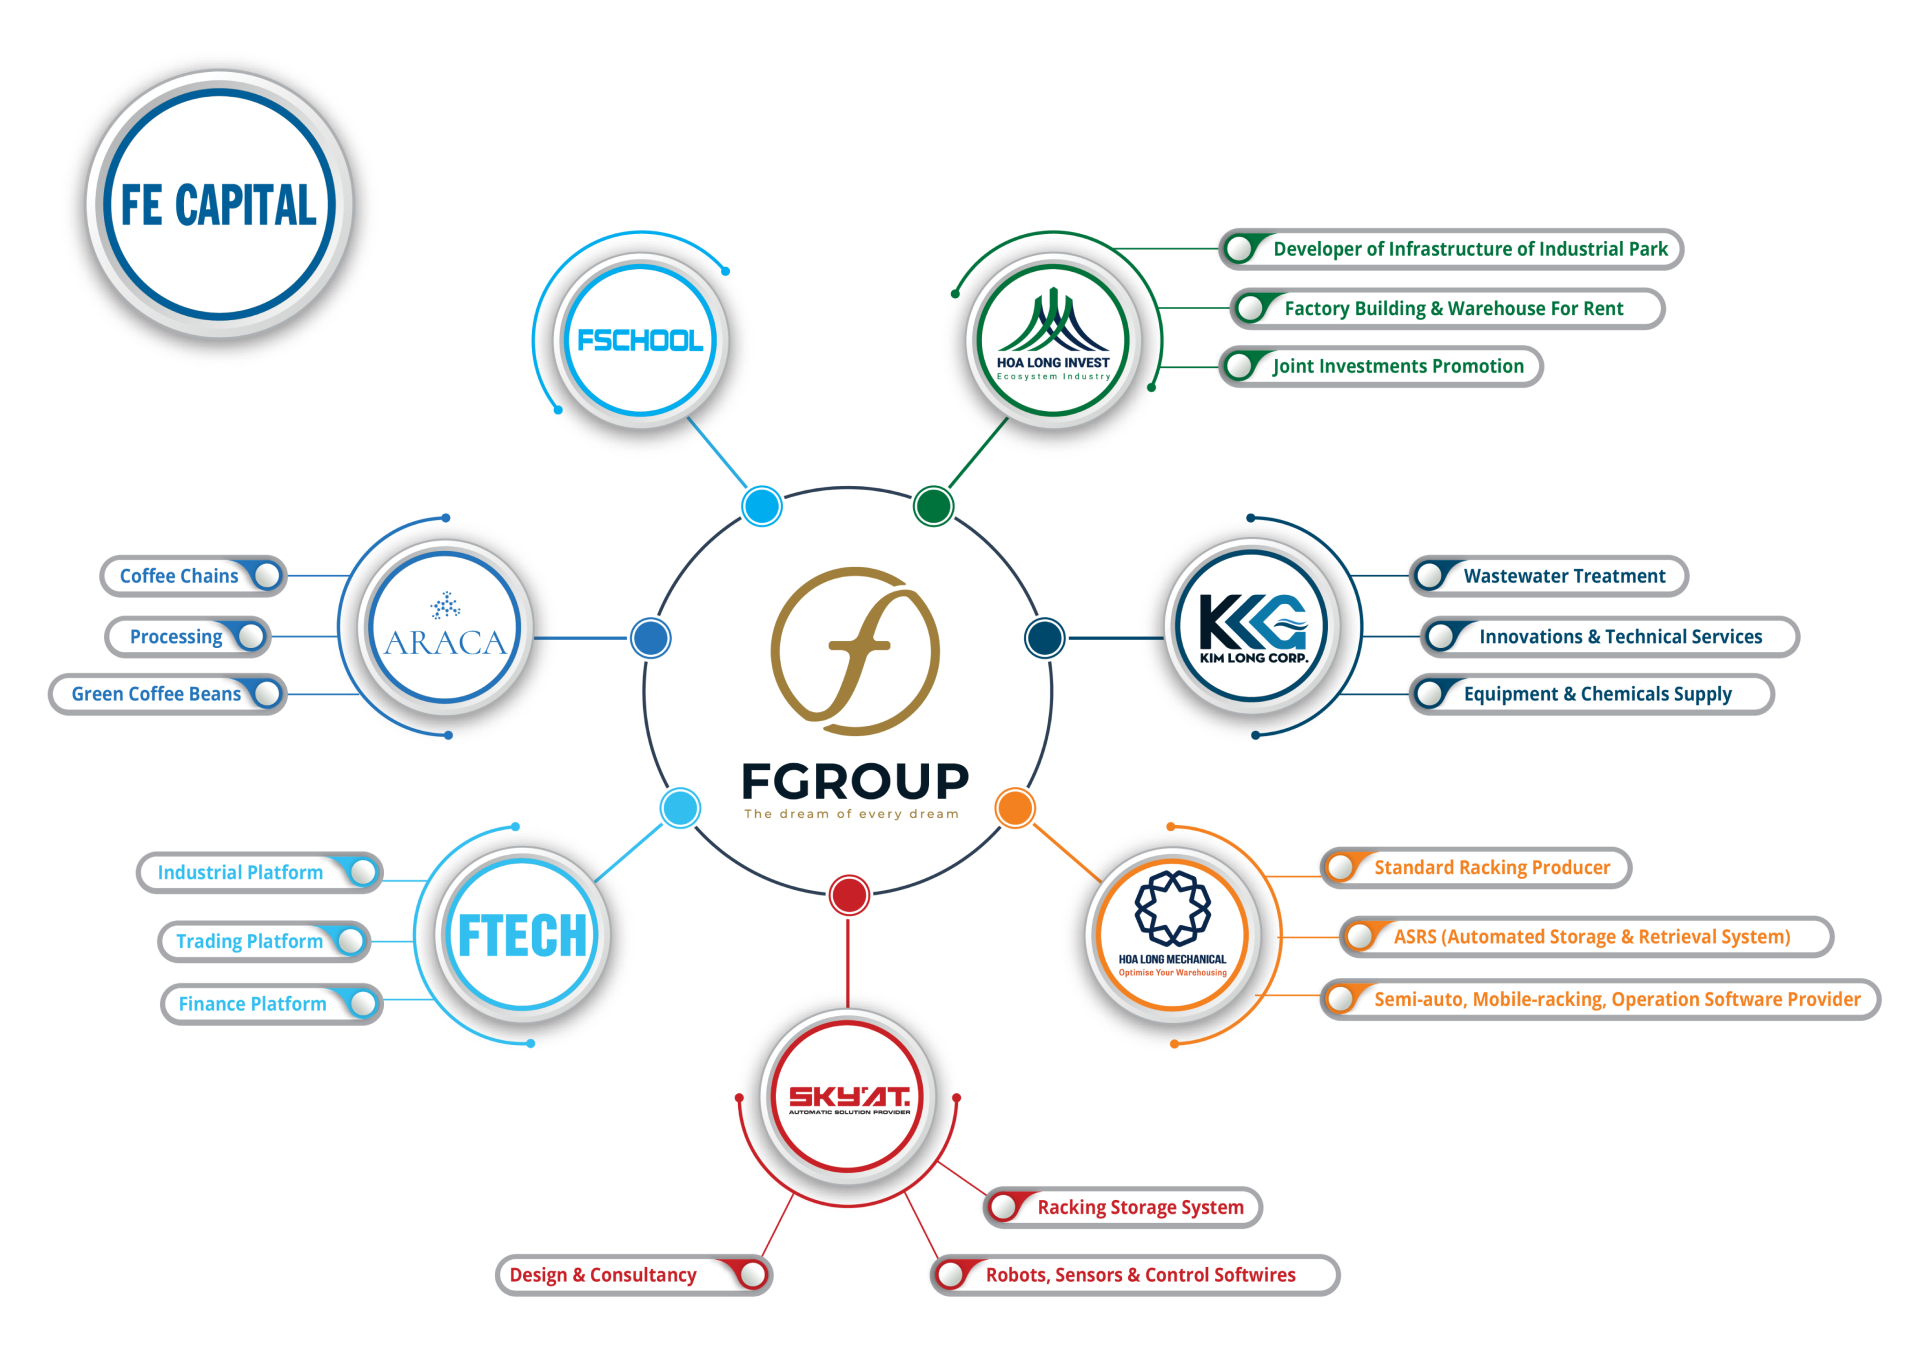 FE CAPITAL
FSCHOOL
HOA LONG INVEST
Ecosystem Industry
Developer of Infrastructure of Industrial Park
Factory Building & Warehouse For Rent
Joint Investments Promotion
Coffee Chains
Processing
Green Coffee Beans
ARACA
f
FGROUP
The dream of every dream
KKG
KIM LONG CORP.
Wastewater Treatment
Innovations & Technical Services
Equipment & Chemicals Supply
Industrial Platform
Trading Platform
Finance Platform
FTECH
HOA LONG MECHANICAL
Optimise Your Warehousing
Standard Racking Producer
ASRS (Automated Storage & Retrieval System)
Semi-auto, Mobile-racking, Operation Software Provider
SKY'AT.
AUTOMATIC SOLUTION PROVIDER
Racking Storage System
Design & Consultancy
Robots, Sensors & Control Softwires